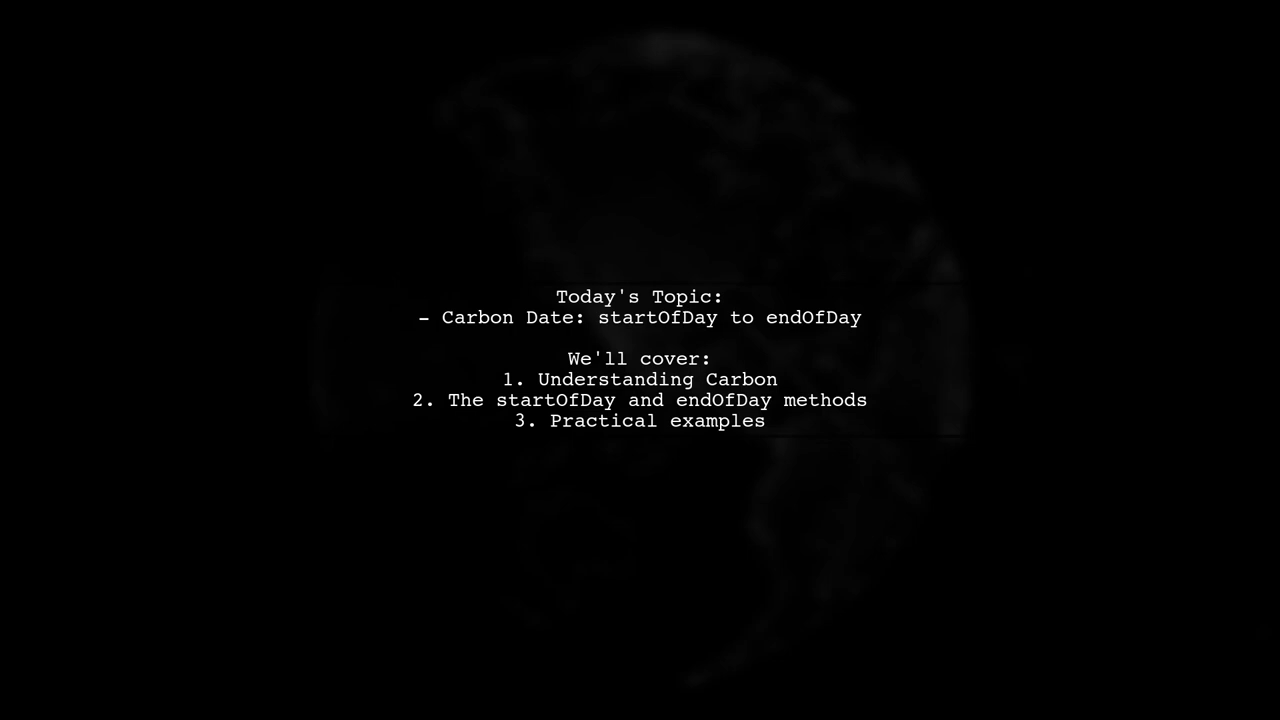 Today's Topic:
- Carbon Date: startOfDay to endOfDay
We'll cover:
1. Understanding Carbon
2. The startOfDay and endOfDay methods
3. Practical examples